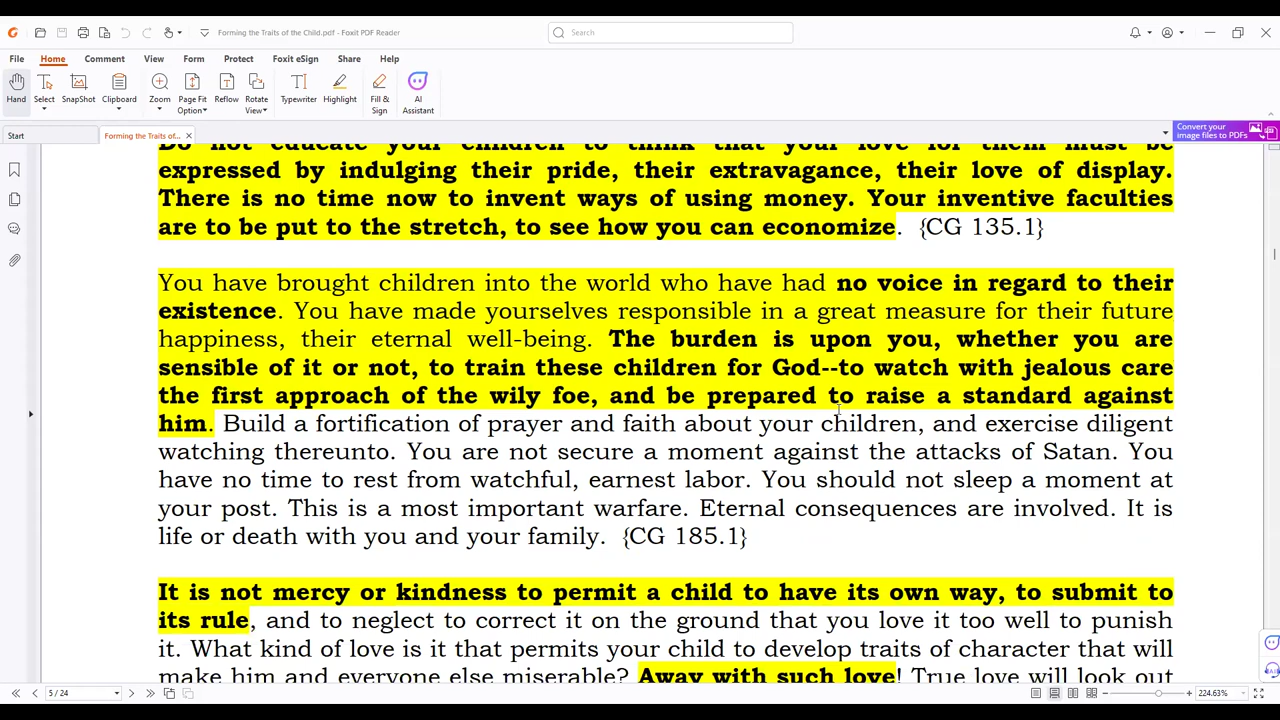 Forming the Traits of the Child.pdf - Foxit PDF Reader
Search
File Home Comment View Form Protect Foxit eSign Share Help
Hand Select SnapShot Clipboard Zoom Page Fit Option Reflow Rotate View Typewriter Highlight Fill & Sign AI Assistant
Start Forming the Traits of...
Convert your
image files to PDFs
Do not educate your children to think that your love for them must be
expressed by indulging their pride, their extravagance, their love of display.
There is no time now to invent ways of using money. Your inventive faculties
are to be put to the stretch, to see how you can economize. {CG 135.1}
You have brought children into the world who have had no voice in regard to their
existence. You have made yourselves responsible in a great measure for their future
happiness, their eternal well-being. The burden is upon you, whether you are
sensible of it or not, to train these children for God--to watch with jealous care
the first approach of the wily foe, and be prepared to raise a standard against
him. Build a fortification of prayer and faith about your children, and exercise diligent
watching thereunto. You are not secure a moment against the attacks of Satan. You
have no time to rest from watchful, earnest labor. You should not sleep a moment at
your post. This is a most important warfare. Eternal consequences are involved. It is
life or death with you and your family. {CG 185.1}
It is not mercy or kindness to permit a child to have its own way, to submit to
its rule, and to neglect to correct it on the ground that you love it too well to punish
it. What kind of love is it that permits your child to develop traits of character that will
make him and everyone else miserable? Away with such love! True love will look out
5 / 24
224.63%